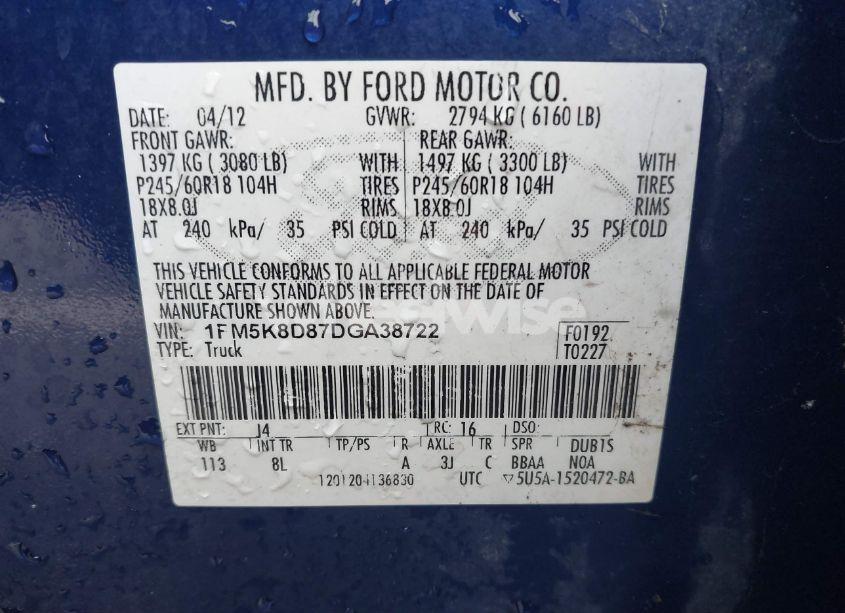 MFD. BY FORD MOTOR CO.
DATE: 04/12 GVWR: 2794 KG ( 6160 LB)
FRONT GAWR: REAR GAWR:
1397 KG ( 3080 LB) WITH 1497 KG ( 3300 LB) WITH
P245/60R18 104H TIRES P245/60R18 104H TIRES
18X8.0J RIMS 18X8.0J RIMS
AT 240 kPa/ 35 PSI COLD AT 240 kPa/ 35 PSI COLD
THIS VEHICLE CONFORMS TO ALL APPLICABLE FEDERAL MOTOR
VEHICLE SAFETY STANDARDS IN EFFECT ON THE DATE OF
MANUFACTURE SHOWN ABOVE.
VIN: 1FM5K8D87DGA38722 F0192
TYPE: Truck T0227
EXT PNT: J4 RC: 16 DSO:
WB INT TR TP/PS R AXLE TR SPR DUB1S
113 8L A 3J C BBAA NOA
UTC 5U5A-1520472-BA